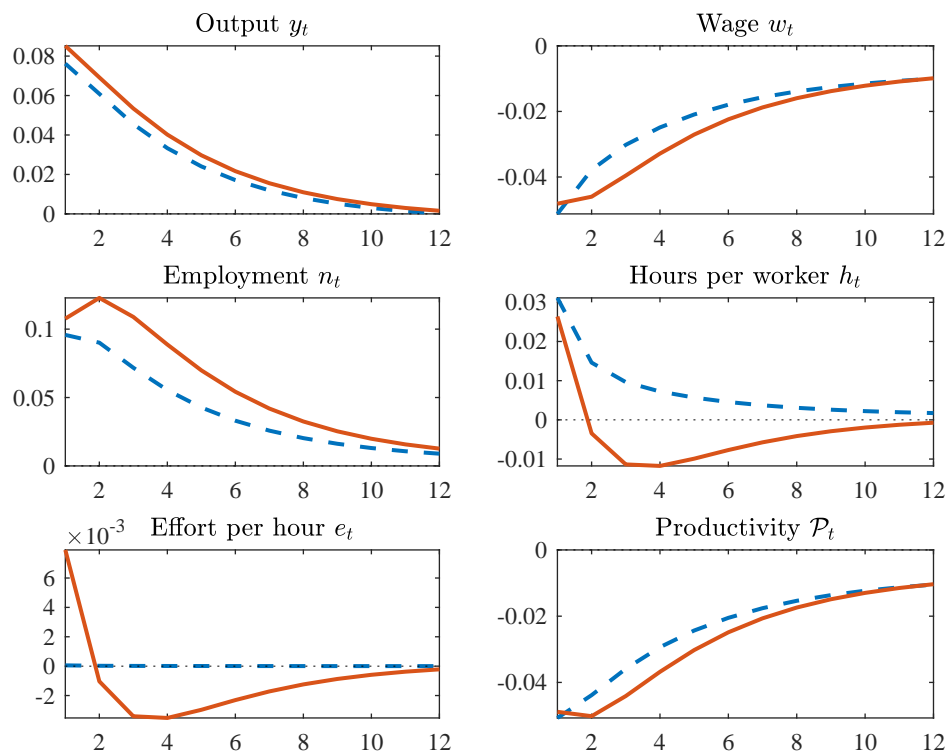 Output y_t
0.08
0.06
0.04
0.02
0
2 4 6 8 10 12
Wage w_t
0
-0.02
-0.04
2 4 6 8 10 12
Employment n_t
0.1
0.05
0
2 4 6 8 10 12
Hours per worker h_t
0.03
0.02
0.01
0
-0.01
2 4 6 8 10 12
Effort per hour e_t
×10^-3
6
4
2
0
-2
2 4 6 8 10 12
Productivity 𝒫_t
0
-0.02
-0.04
2 4 6 8 10 12